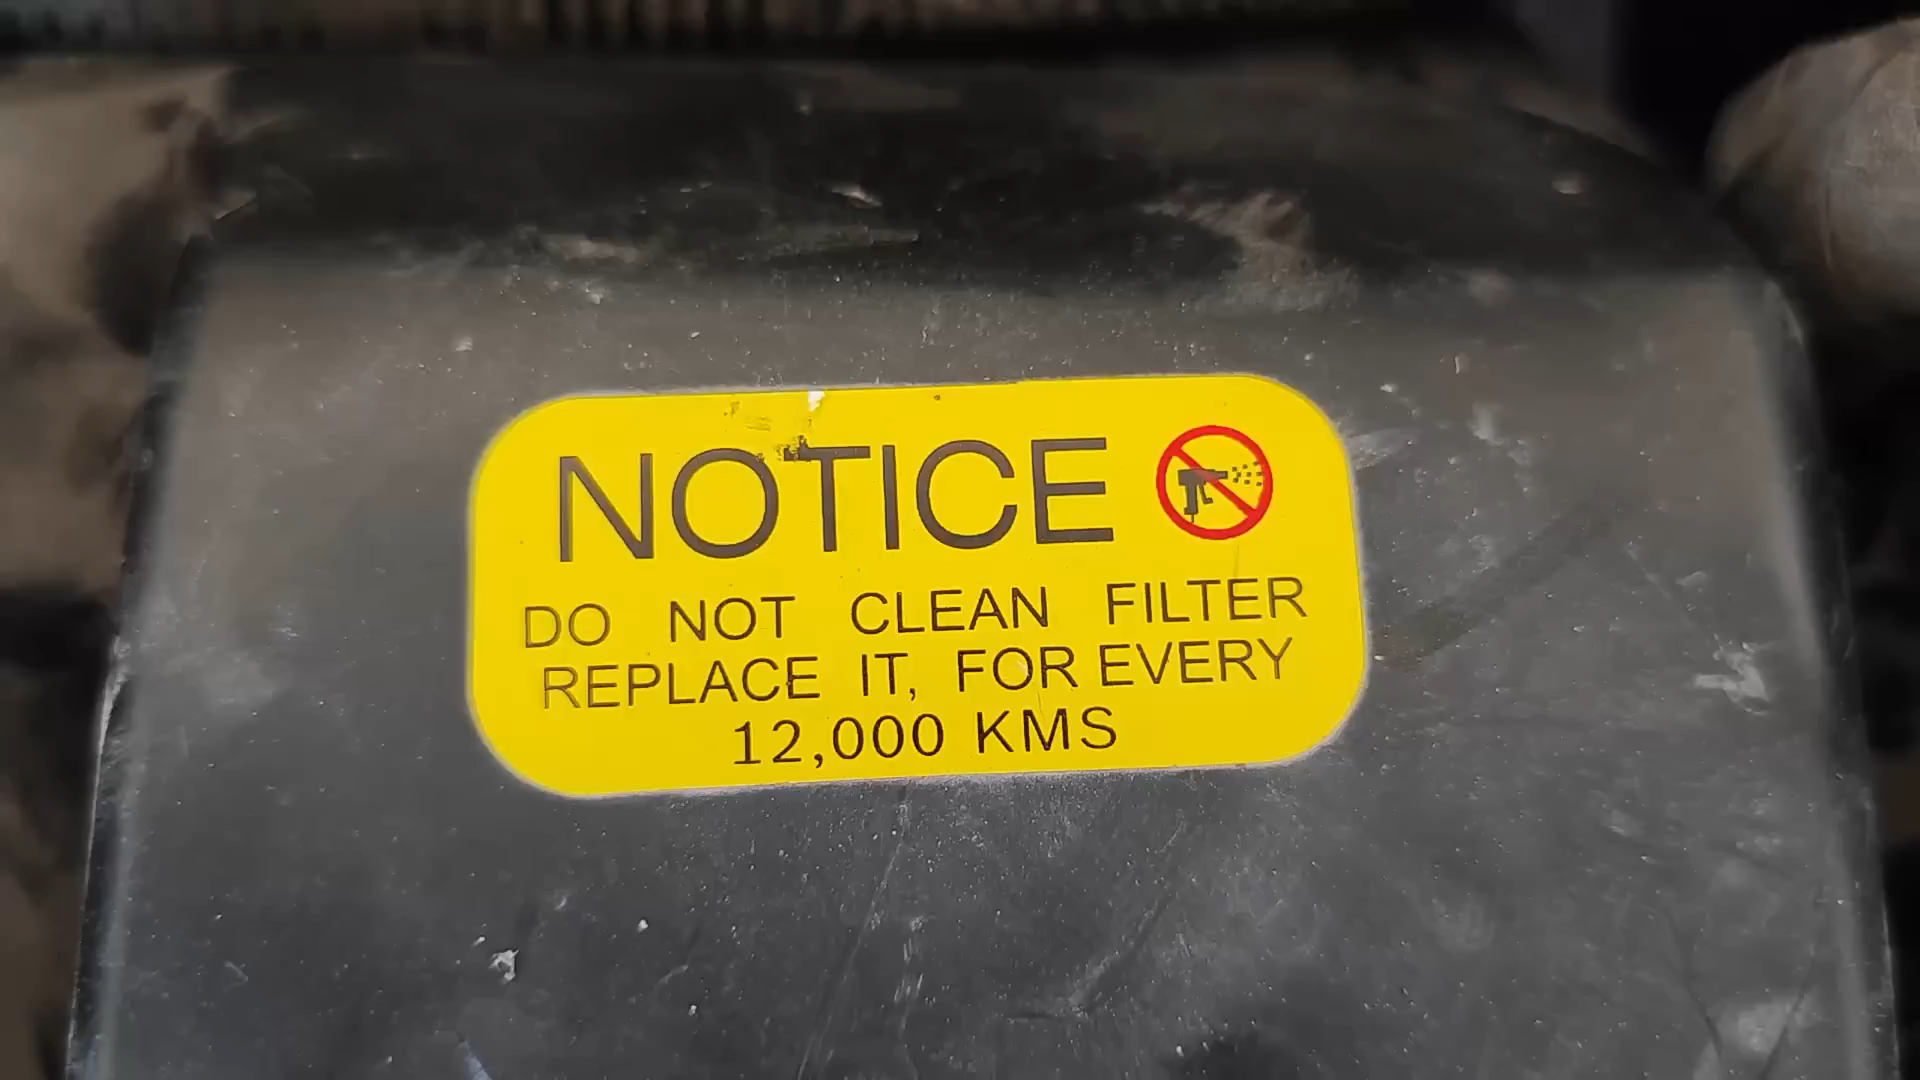 NOTICE
DO NOT CLEAN FILTER
REPLACE IT, FOR EVERY
12,000 KMS